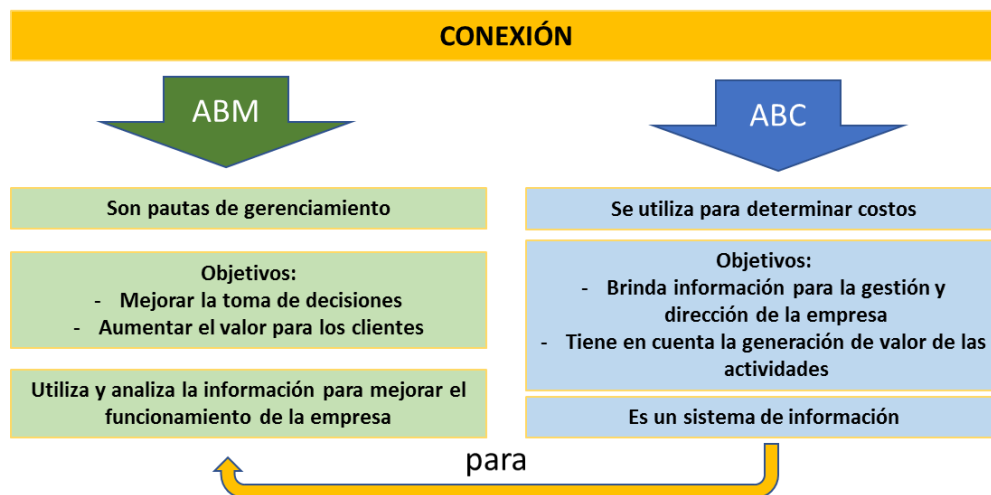 CONEXIÓN
ABM
Son pautas de gerenciamiento
Objetivos:
- Mejorar la toma de decisiones
- Aumentar el valor para los clientes
Utiliza y analiza la información para mejorar el
funcionamiento de la empresa
ABC
Se utiliza para determinar costos
Objetivos:
- Brinda información para la gestión y
dirección de la empresa
- Tiene en cuenta la generación de valor de las
actividades
Es un sistema de información
para